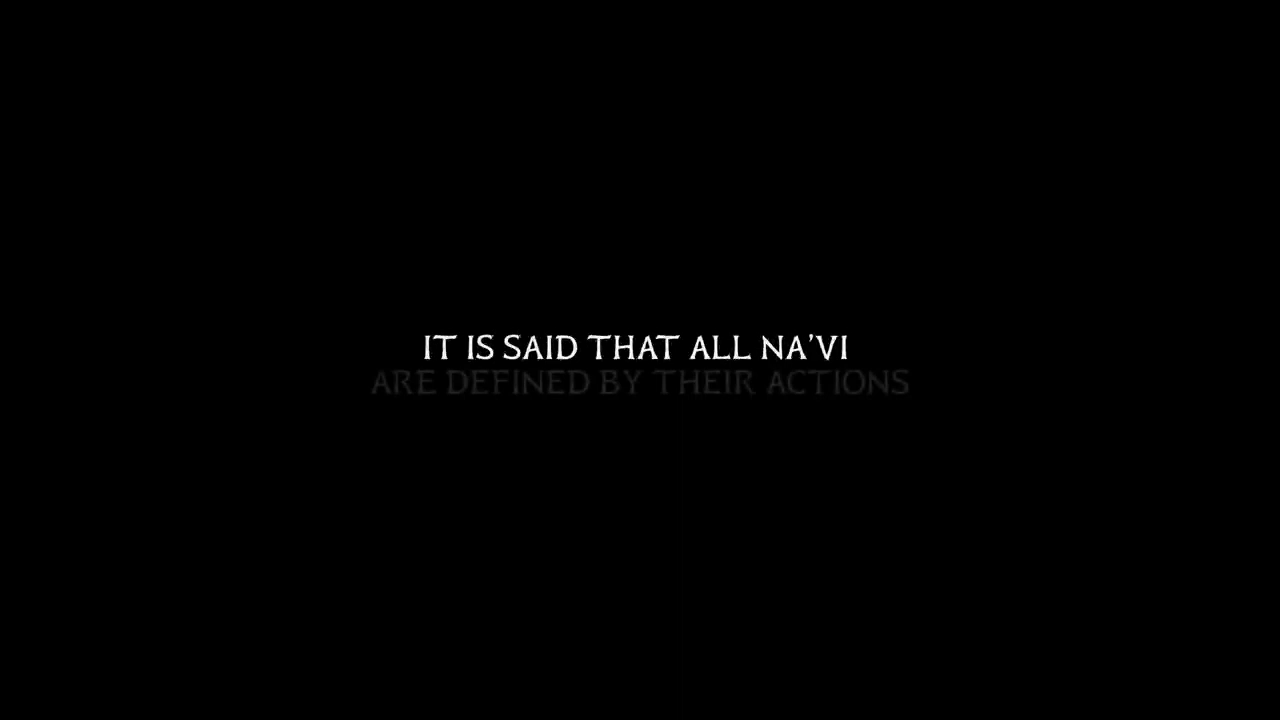 IT IS SAID THAT ALL NA'VI
ARE DEFINED BY THEIR ACTIONS